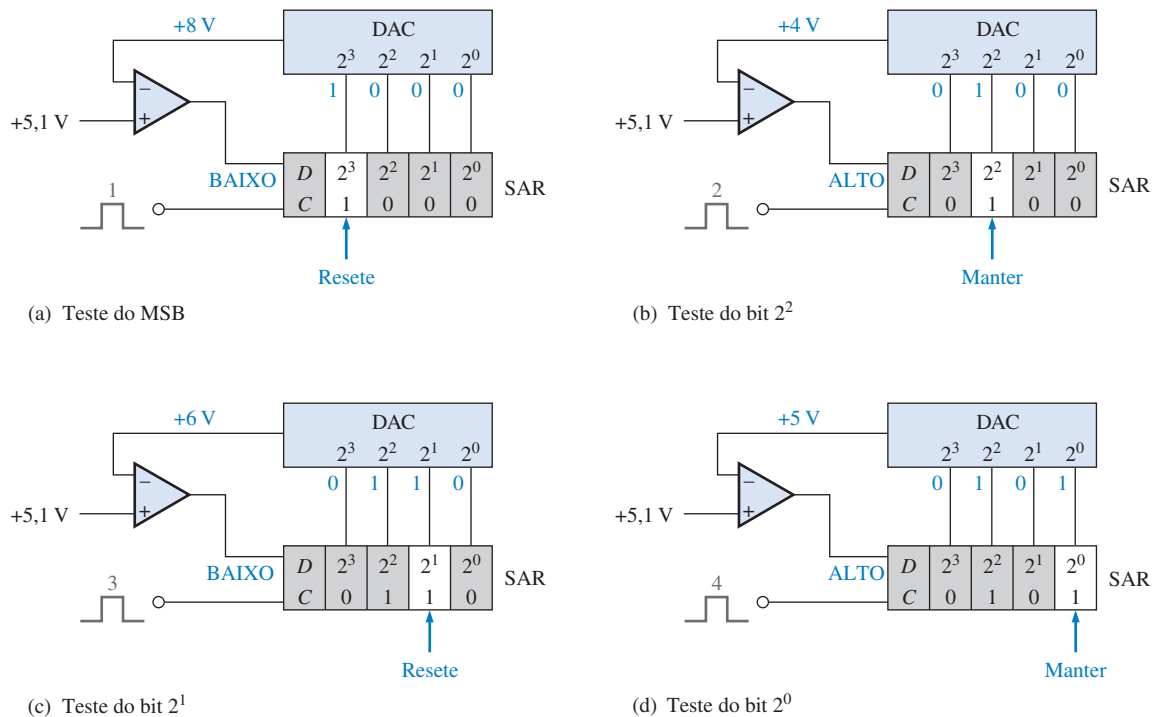 +8 V
DAC
2³ 2² 2¹ 2⁰
1 0 0 0
−
+
+5,1 V
BAIXO
D 2³ 2² 2¹ 2⁰
SAR
1
C 1 0 0 0
Resete
(a) Teste do MSB
+4 V
DAC
2³ 2² 2¹ 2⁰
0 1 0 0
−
+
+5,1 V
ALTO
D 2³ 2² 2¹ 2⁰
SAR
2
C 0 1 0 0
Manter
(b) Teste do bit 2²
+6 V
DAC
2³ 2² 2¹ 2⁰
0 1 1 0
−
+
+5,1 V
BAIXO
D 2³ 2² 2¹ 2⁰
SAR
3
C 0 1 1 0
Resete
(c) Teste do bit 2¹
+5 V
DAC
2³ 2² 2¹ 2⁰
0 1 0 1
−
+
+5,1 V
ALTO
D 2³ 2² 2¹ 2⁰
SAR
4
C 0 1 0 1
Manter
(d) Teste do bit 2⁰